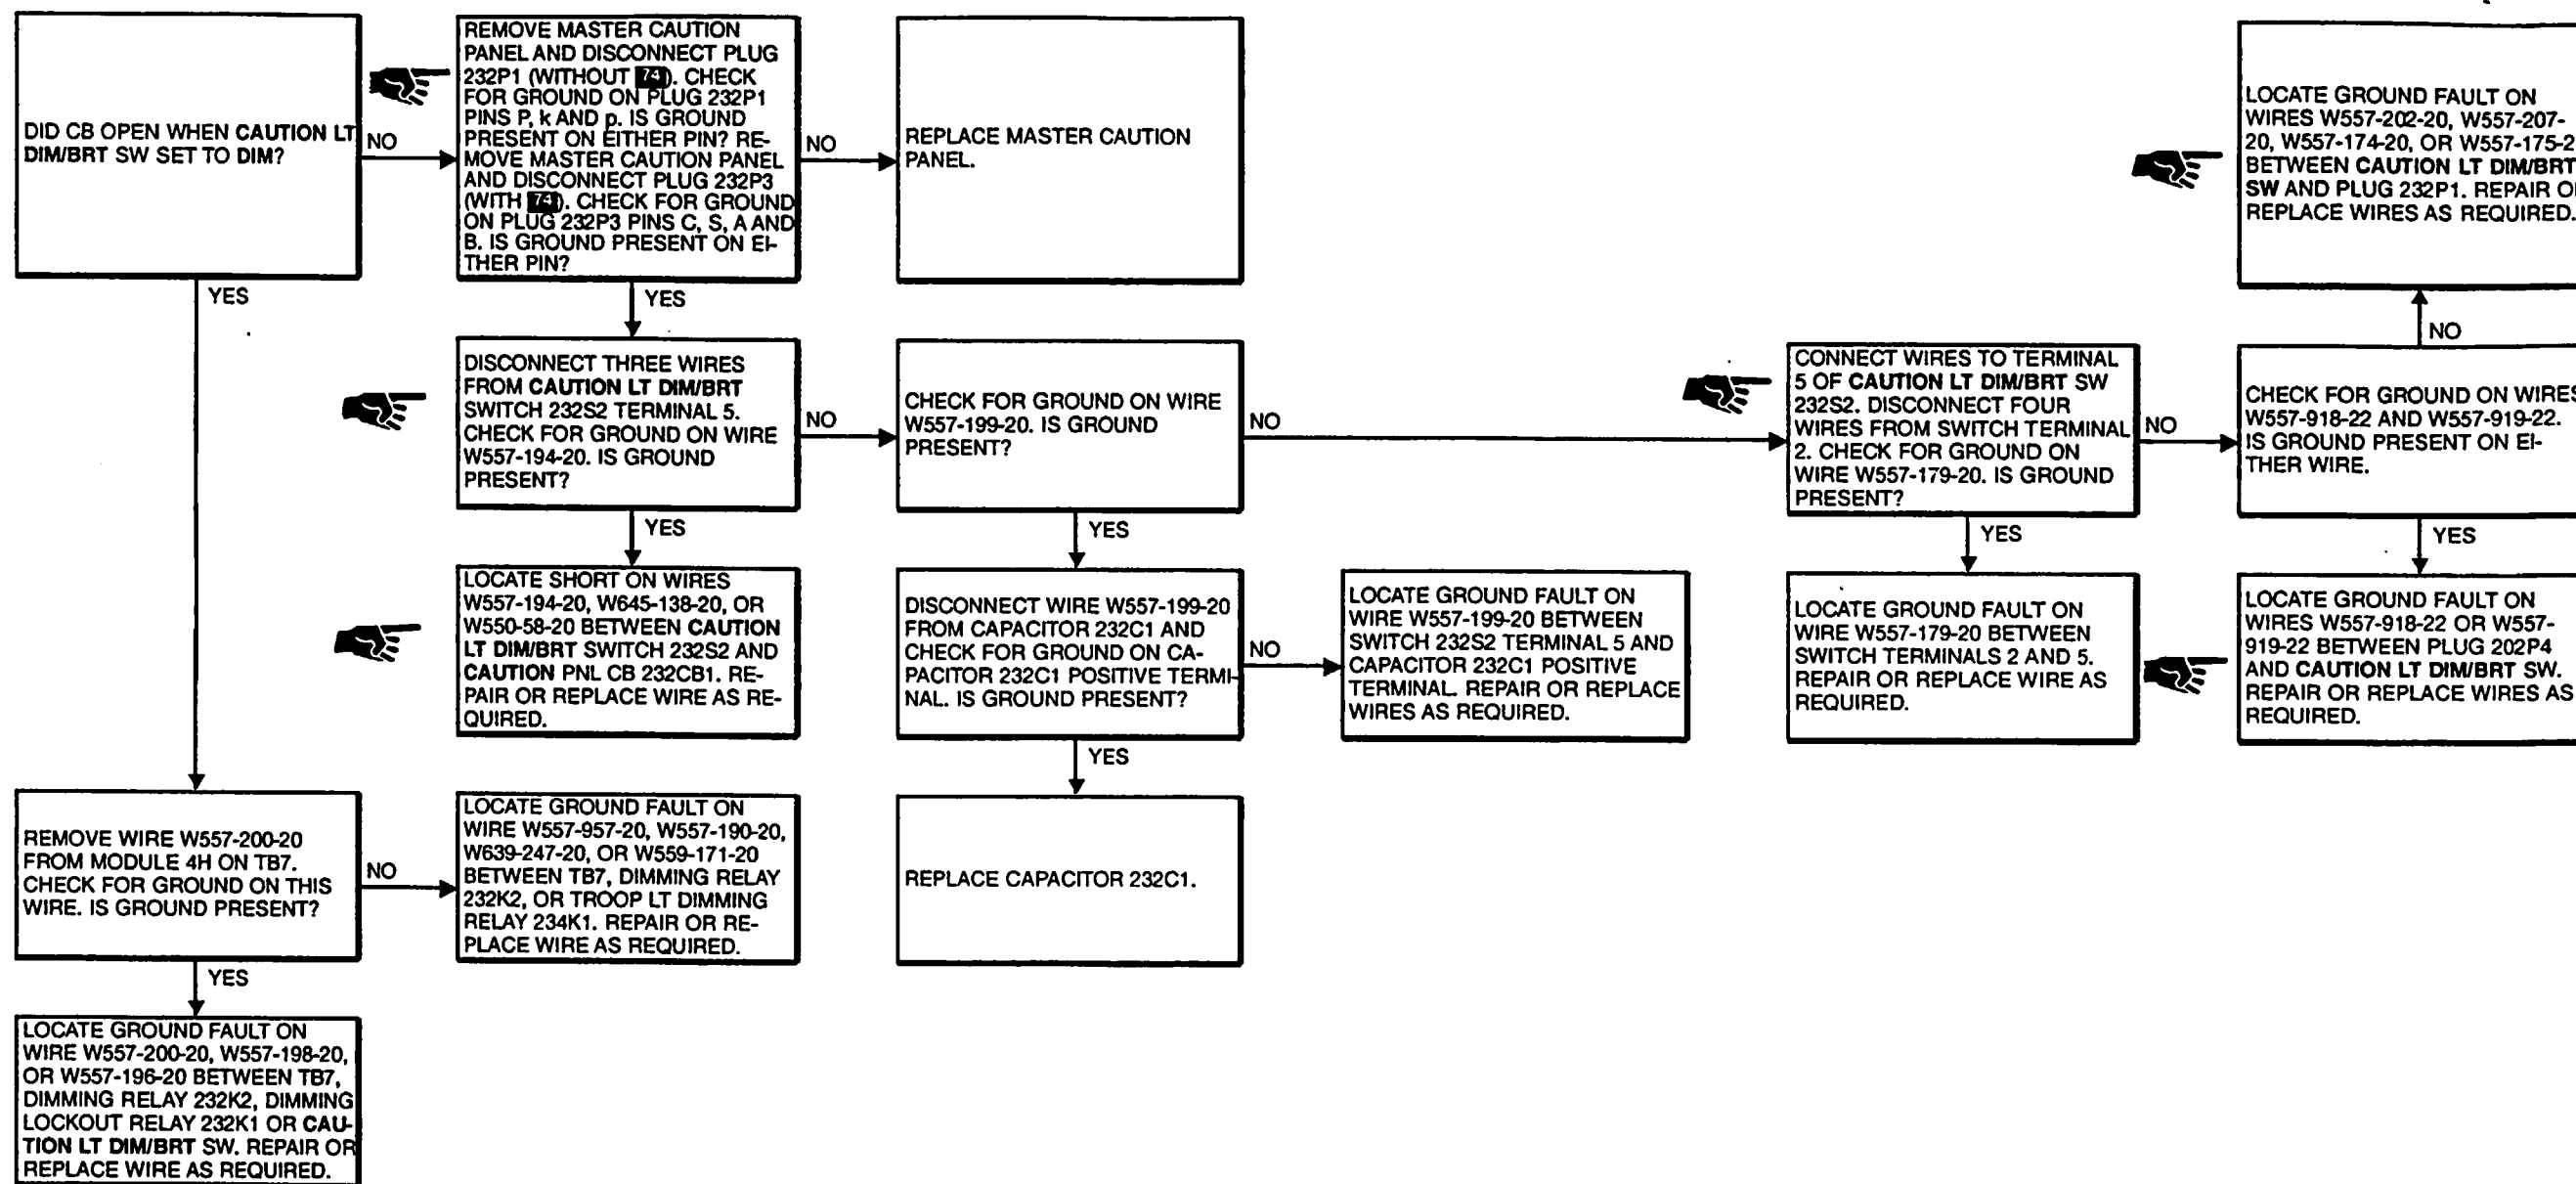 DID CB OPEN WHEN CAUTION LT
DIM/BRT SW SET TO DIM?
NO
YES
REMOVE MASTER CAUTION
PANEL AND DISCONNECT PLUG
232P1 (WITHOUT 74). CHECK
FOR GROUND ON PLUG 232P1
PINS P, k AND p. IS GROUND
PRESENT ON EITHER PIN? RE-
MOVE MASTER CAUTION PANEL
AND DISCONNECT PLUG 232P3
(WITH 74). CHECK FOR GROUND
ON PLUG 232P3 PINS C, S, A AND
B. IS GROUND PRESENT ON EI-
THER PIN?
NO
YES
REPLACE MASTER CAUTION
PANEL.
LOCATE GROUND FAULT ON
WIRES W557-202-20, W557-207-
20, W557-174-20, OR W557-175-2
BETWEEN CAUTION LT DIM/BRT
SW AND PLUG 232P1. REPAIR O
REPLACE WIRES AS REQUIRED.
NO
DISCONNECT THREE WIRES
FROM CAUTION LT DIM/BRT
SWITCH 232S2 TERMINAL 5.
CHECK FOR GROUND ON WIRE
W557-194-20. IS GROUND
PRESENT?
NO
YES
CHECK FOR GROUND ON WIRE
W557-199-20. IS GROUND
PRESENT?
NO
YES
CONNECT WIRES TO TERMINAL
5 OF CAUTION LT DIM/BRT SW
232S2. DISCONNECT FOUR
WIRES FROM SWITCH TERMINAL
2. CHECK FOR GROUND ON
WIRE W557-179-20. IS GROUND
PRESENT?
NO
YES
CHECK FOR GROUND ON WIRES
W557-918-22 AND W557-919-22.
IS GROUND PRESENT ON EI-
THER WIRE.
YES
LOCATE SHORT ON WIRES
W557-194-20, W645-138-20, OR
W550-58-20 BETWEEN CAUTION
LT DIM/BRT SWITCH 232S2 AND
CAUTION PNL CB 232CB1. RE-
PAIR OR REPLACE WIRE AS RE-
QUIRED.
DISCONNECT WIRE W557-199-20
FROM CAPACITOR 232C1 AND
CHECK FOR GROUND ON CA-
PACITOR 232C1 POSITIVE TERMI-
NAL. IS GROUND PRESENT?
NO
YES
LOCATE GROUND FAULT ON
WIRE W557-199-20 BETWEEN
SWITCH 232S2 TERMINAL 5 AND
CAPACITOR 232C1 POSITIVE
TERMINAL. REPAIR OR REPLACE
WIRES AS REQUIRED.
LOCATE GROUND FAULT ON
WIRE W557-179-20 BETWEEN
SWITCH TERMINALS 2 AND 5.
REPAIR OR REPLACE WIRE AS
REQUIRED.
LOCATE GROUND FAULT ON
WIRES W557-918-22 OR W557-
919-22 BETWEEN PLUG 202P4
AND CAUTION LT DIM/BRT SW.
REPAIR OR REPLACE WIRES AS
REQUIRED.
REMOVE WIRE W557-200-20
FROM MODULE 4H ON TB7.
CHECK FOR GROUND ON THIS
WIRE. IS GROUND PRESENT?
NO
YES
LOCATE GROUND FAULT ON
WIRE W557-957-20, W557-190-20,
W639-247-20, OR W559-171-20
BETWEEN TB7, DIMMING RELAY
232K2, OR TROOP LT DIMMING
RELAY 234K1. REPAIR OR RE-
PLACE WIRE AS REQUIRED.
REPLACE CAPACITOR 232C1.
LOCATE GROUND FAULT ON
WIRE W557-200-20, W557-198-20,
OR W557-196-20 BETWEEN TB7,
DIMMING RELAY 232K2, DIMMING
LOCKOUT RELAY 232K1 OR CAU-
TION LT DIM/BRT SW. REPAIR OR
REPLACE WIRE AS REQUIRED.